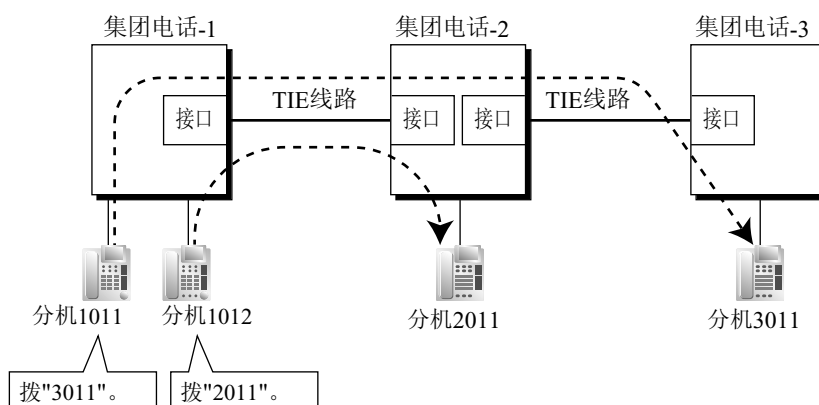 集团电话-1
集团电话-2
集团电话-3
TIE线路
TIE线路
接口
接口
接口
接口
分机1011
分机1012
分机2011
分机3011
拨"3011"。
拨"2011"。